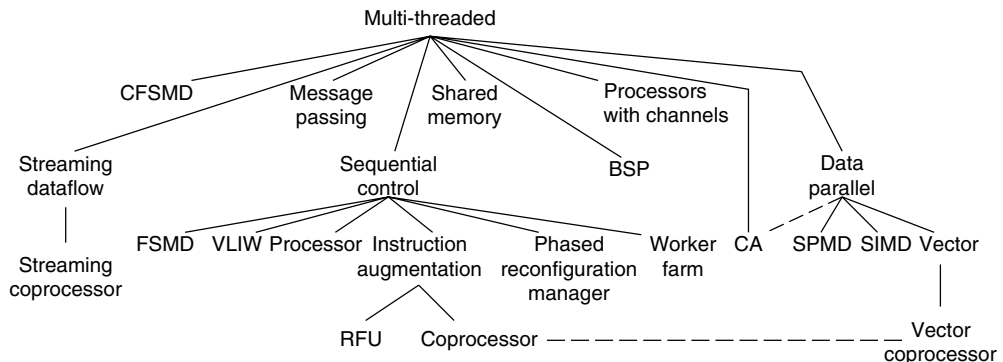 Multi-threaded
CFSMD
Message
passing
Shared
memory
Processors
with channels
Streaming
dataflow
Sequential
control
BSP
Data
parallel
FSMD
VLIW
Processor
Instruction
augmentation
Phased
reconfiguration
manager
Worker
farm
CA
SPMD
SIMD
Vector
Streaming
coprocessor
RFU
Coprocessor
Vector
coprocessor